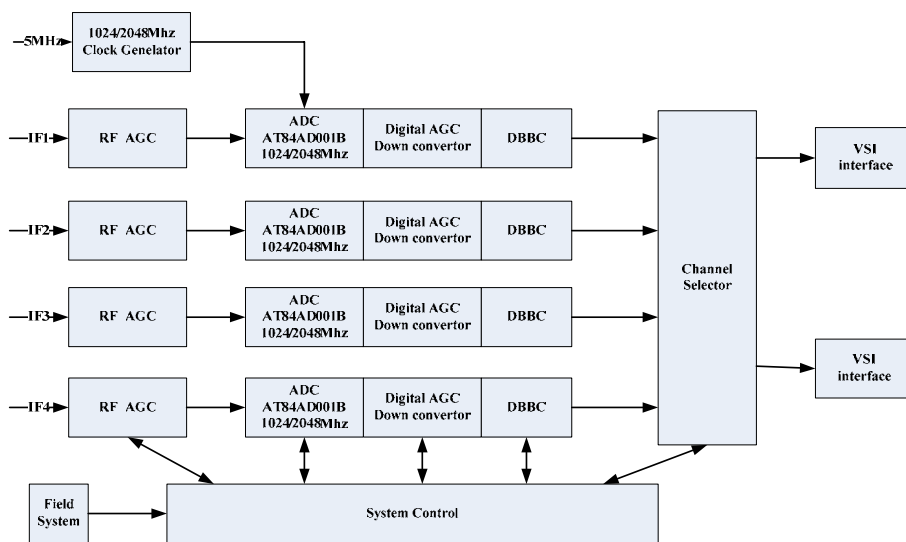 5MHz
1024/2048Mhz
Clock Genelator
IF1
RF AGC
ADC
AT84AD001B
1024/2048Mhz
Digital AGC
Down convertor
DBBC
IF2
RF AGC
ADC
AT84AD001B
1024/2048Mhz
Digital AGC
Down convertor
DBBC
IF3
RF AGC
ADC
AT84AD001B
1024/2048Mhz
Digital AGC
Down convertor
DBBC
IF4
RF AGC
ADC
AT84AD001B
1024/2048Mhz
Digital AGC
Down convertor
DBBC
Channel
Selector
VSI
interface
VSI
interface
Field
System
System Control